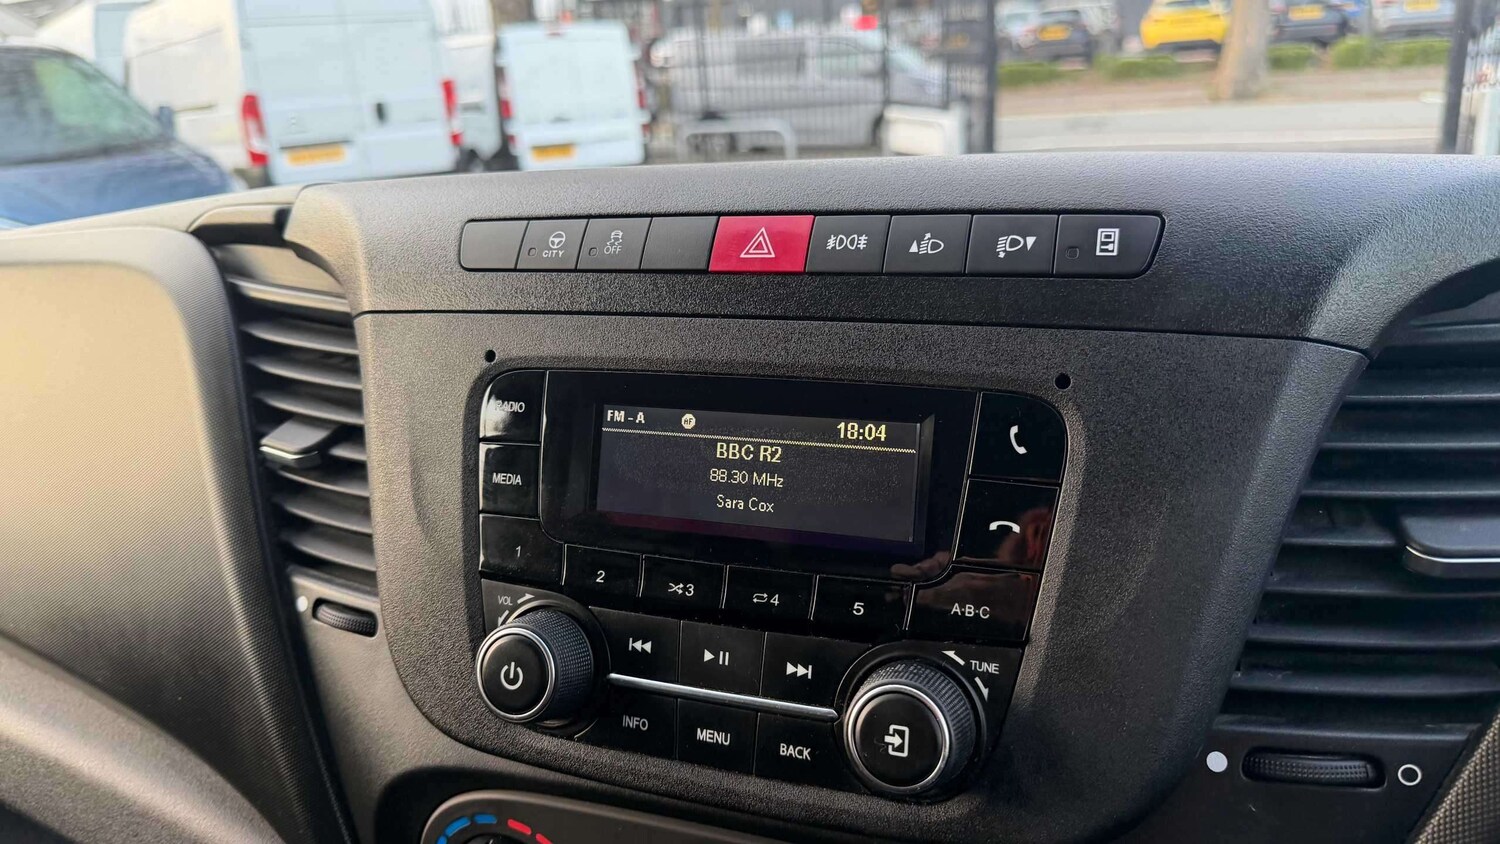 CITY
OFF
RADIO
FM - A AF 18:04
BBC R2
88.30 MHz
Sara Cox
MEDIA
1
2
3
4
5
A·B·C
VOL
TUNE
INFO
MENU
BACK